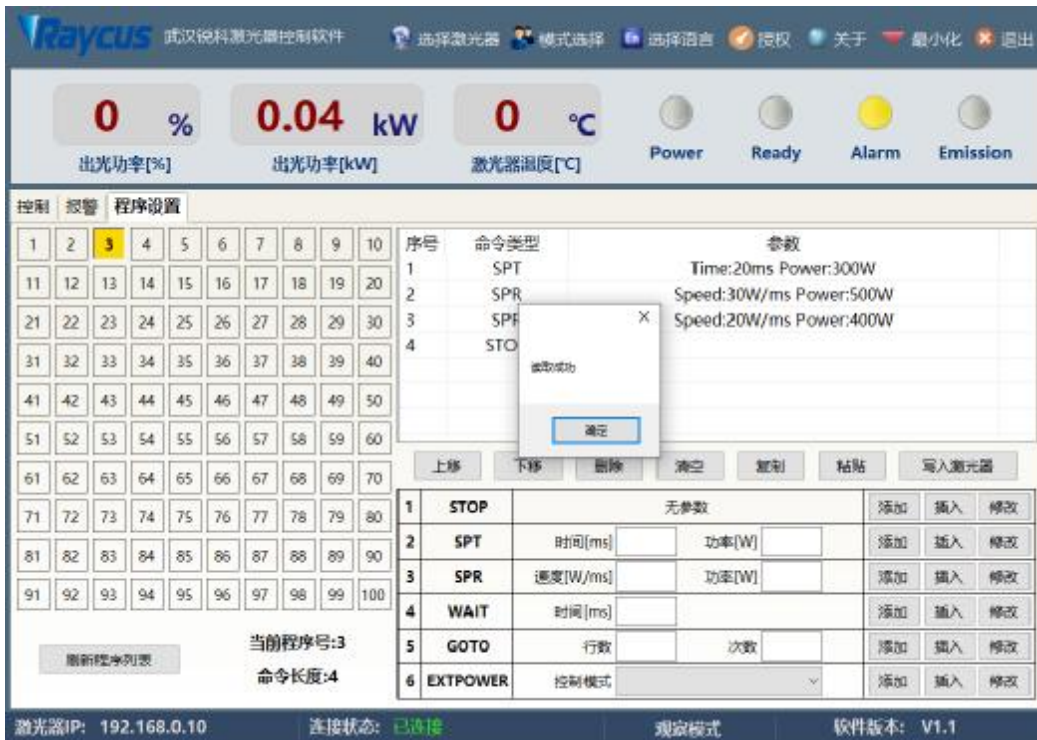 Raycus 武汉锐科激光器控制软件 选择激光器 模式选择 选择语言 授权 关于 最小化 退出
0 % 0.04 kW 0 ℃
出光功率[%] 出光功率[kW] 激光器温度[℃] Power Ready Alarm Emission
控制 报警 程序设置
1 2 3 4 5 6 7 8 9 10 序号 命令类型 参数
1 SPT Time:20ms Power:300W
11 12 13 14 15 16 17 18 19 20
2 SPR Speed:30W/ms Power:500W
21 22 23 24 25 26 27 28 29 30 3 SPR Speed:20W/ms Power:400W
31 32 33 34 35 36 37 38 39 40 4 STO
读取成功
41 42 43 44 45 46 47 48 49 50
51 52 53 54 55 56 57 58 59 60 确定
61 62 63 64 65 66 67 68 69 70 上移 下移 删除 清空 复制 粘贴 写入激光器
71 72 73 74 75 76 77 78 79 80 1 STOP 无参数 添加 插入 修改
81 82 83 84 85 86 87 88 89 90 2 SPT 时间[ms] 功率[W] 添加 插入 修改
91 92 93 94 95 96 97 98 99 100 3 SPR 速度[W/ms] 功率[W] 添加 插入 修改
4 WAIT 时间[ms] 添加 插入 修改
刷新程序列表 当前程序号:3 5 GOTO 行数 次数 添加 插入 修改
命令长度:4 6 EXTPOWER 控制模式 添加 插入 修改
激光器IP: 192.168.0.10 连接状态: 已连接 观察模式 软件版本: V1.1